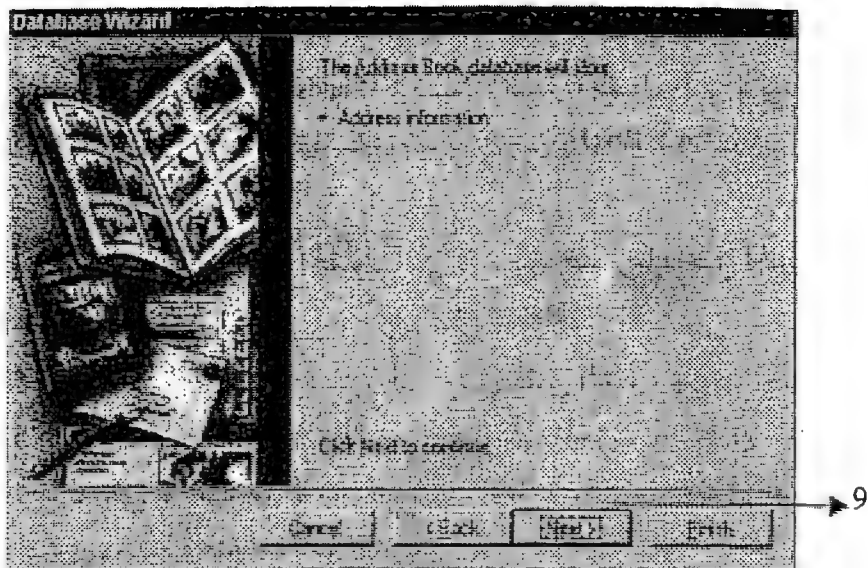 Database Wizard
The Address Book database will store:
• Address information
Click Next to continue.
Cancel
< Back
Next >
Finish
9